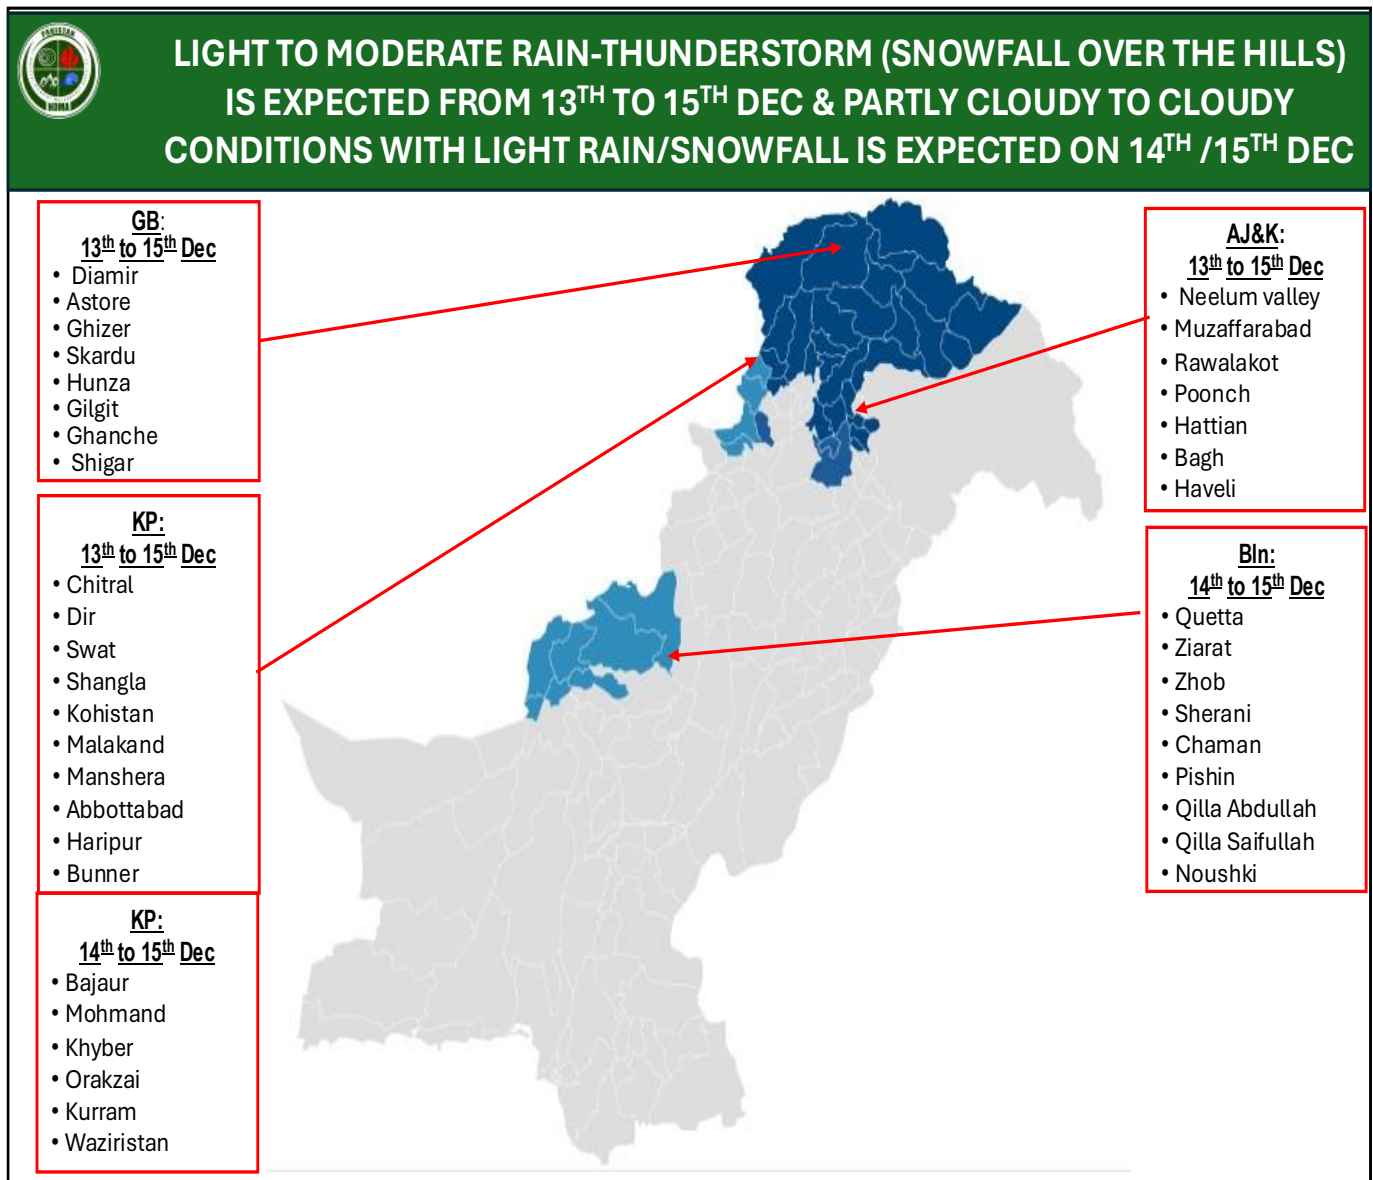 PAKISTAN
NDMA
LIGHT TO MODERATE RAIN-THUNDERSTORM (SNOWFALL OVER THE HILLS)
IS EXPECTED FROM 13TH TO 15TH DEC & PARTLY CLOUDY TO CLOUDY
CONDITIONS WITH LIGHT RAIN/SNOWFALL IS EXPECTED ON 14TH /15TH DEC
GB:
13th to 15th Dec
• Diamir
• Astore
• Ghizer
• Skardu
• Hunza
• Gilgit
• Ghanche
• Shigar
KP:
13th to 15th Dec
• Chitral
• Dir
• Swat
• Shangla
• Kohistan
• Malakand
• Manshera
• Abbottabad
• Haripur
• Bunner
KP:
14th to 15th Dec
• Bajaur
• Mohmand
• Khyber
• Orakzai
• Kurram
• Waziristan
AJ&K:
13th to 15th Dec
• Neelum valley
• Muzaffarabad
• Rawalakot
• Poonch
• Hattian
• Bagh
• Haveli
Bln:
14th to 15th Dec
• Quetta
• Ziarat
• Zhob
• Sherani
• Chaman
• Pishin
• Qilla Abdullah
• Qilla Saifullah
• Noushki